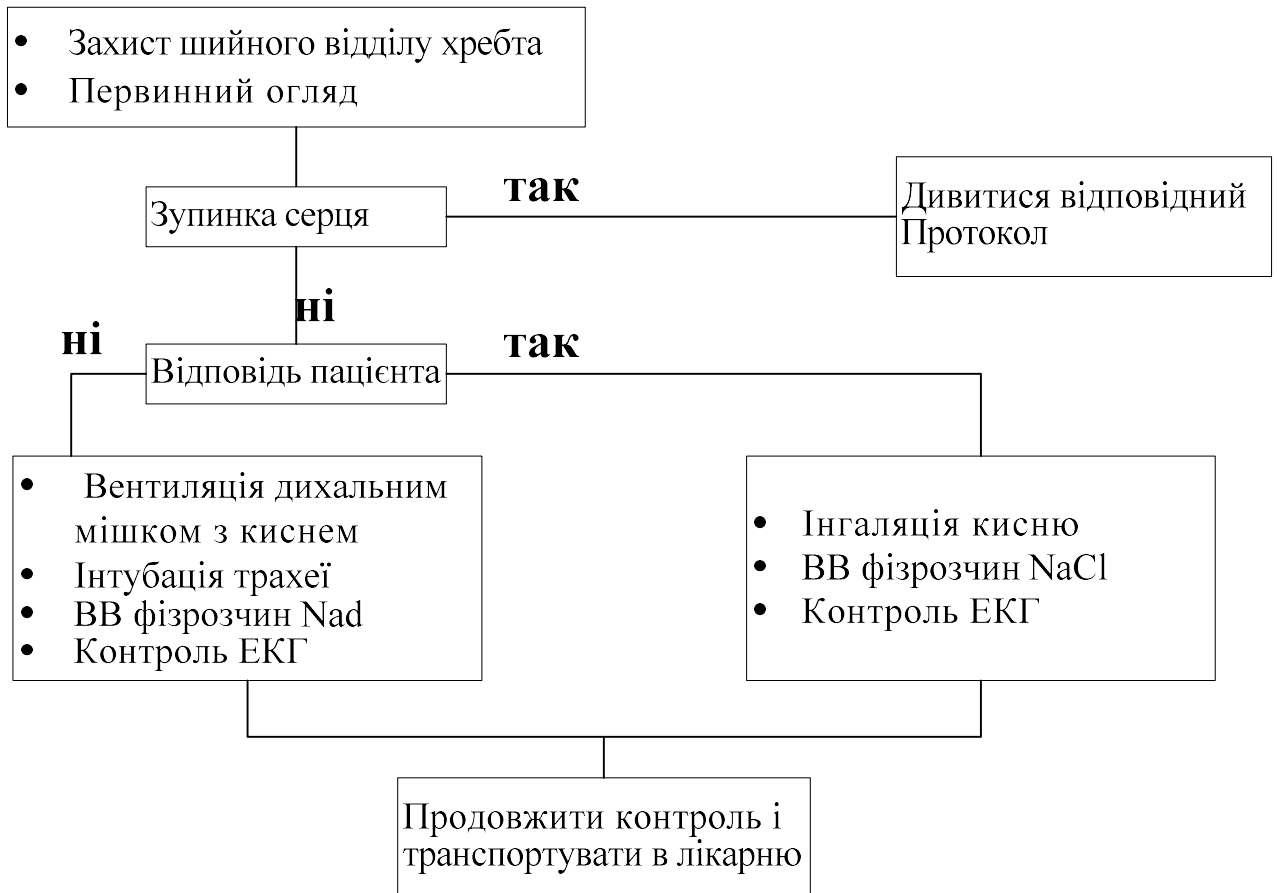 • Захист шийного відділу хребта
• Первинний огляд
так
Зупинка серця
Дивитися відповідний
Протокол
ні
ні
так
Відповідь пацієнта
• Вентиляція дихальним
мішком з киснем
• Інтубація трахеї
• ВВ фізрозчин Nad
• Контроль ЕКГ
• Інгаляція кисню
• ВВ фізрозчин NaCl
• Контроль ЕКГ
Продовжити контроль і
транспортувати в лікарню